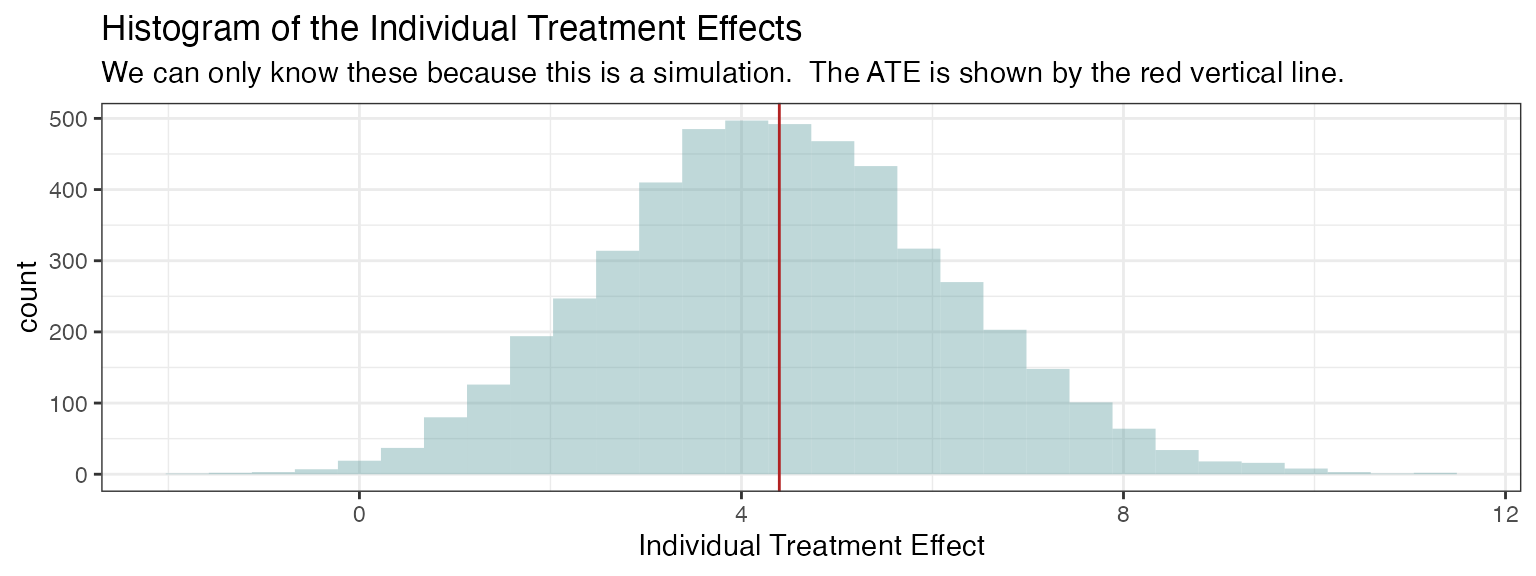 Histogram of the Individual Treatment Effects
We can only know these because this is a simulation.  The ATE is shown by the red vertical line.
500
400
300
200
100
0
count
0 4 8 12
Individual Treatment Effect